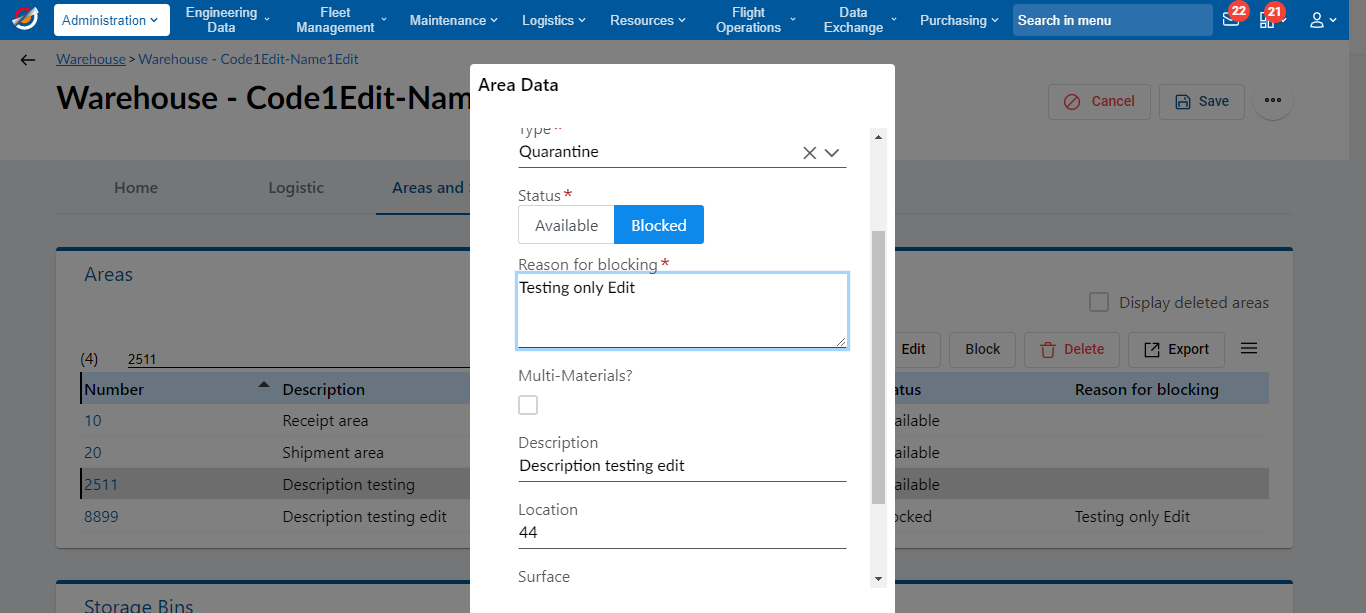 Administration
Engineering Data
Fleet Management
Maintenance
Logistics
Resources
Flight Operations
Data Exchange
Purchasing
Search in menu
22
21
Warehouse > Warehouse - Code1Edit-Name1Edit
Warehouse - Code1Edit-Nam
Cancel
Save
Home
Logistic
Areas and
Area Data
Type*
Quarantine
Status*
Available
Blocked
Reason for blocking*
Testing only Edit
Multi-Materials?
Description
Description testing edit
Location
44
Surface
Areas
Display deleted areas
(4) 2511
Edit
Block
Delete
Export
Number Description atus Reason for blocking
10 Receipt area ailable
20 Shipment area ailable
2511 Description testing ailable
8899 Description testing edit ocked Testing only Edit
Storage Bins